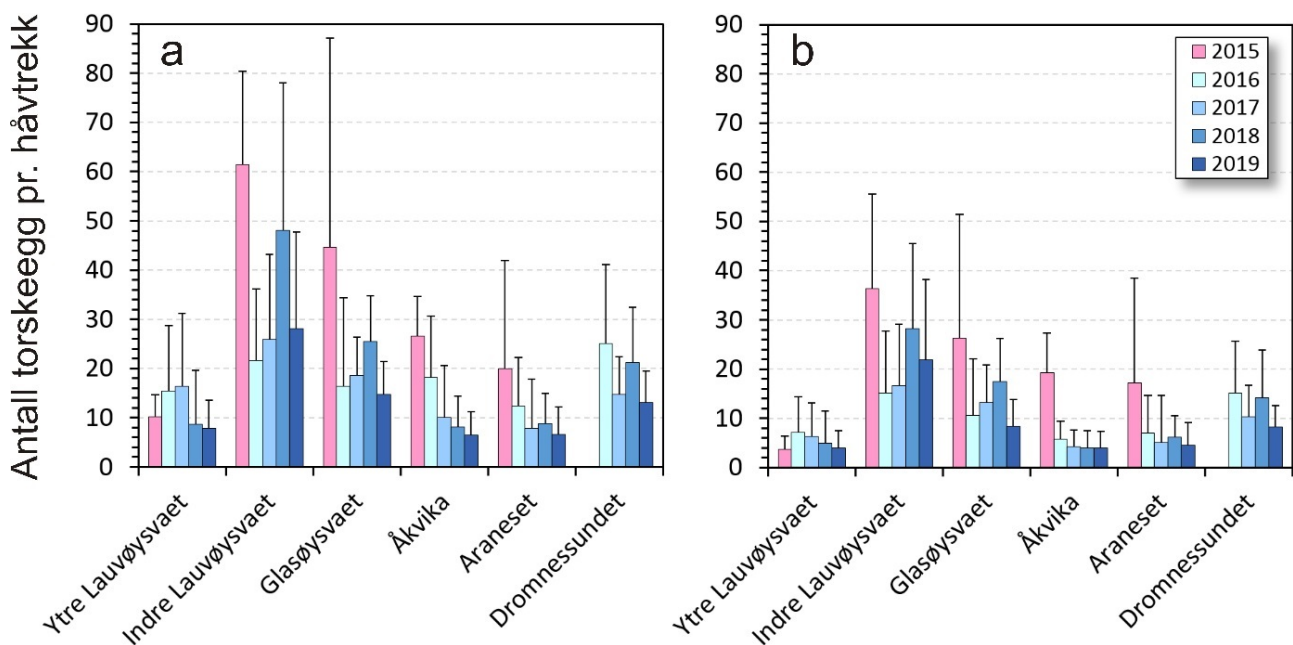 Antall torskeegg pr. håvtrekk
a
90
80
70
60
50
40
30
20
10
0
Ytre Lauvøysvaet
Indre Lauvøysvaet
Glasøysvaet
Åkvika
Araneset
Dromnessundet
b
90
80
70
60
50
40
30
20
10
0
2015
2016
2017
2018
2019
Ytre Lauvøysvaet
Indre Lauvøysvaet
Glasøysvaet
Åkvika
Araneset
Dromnessundet